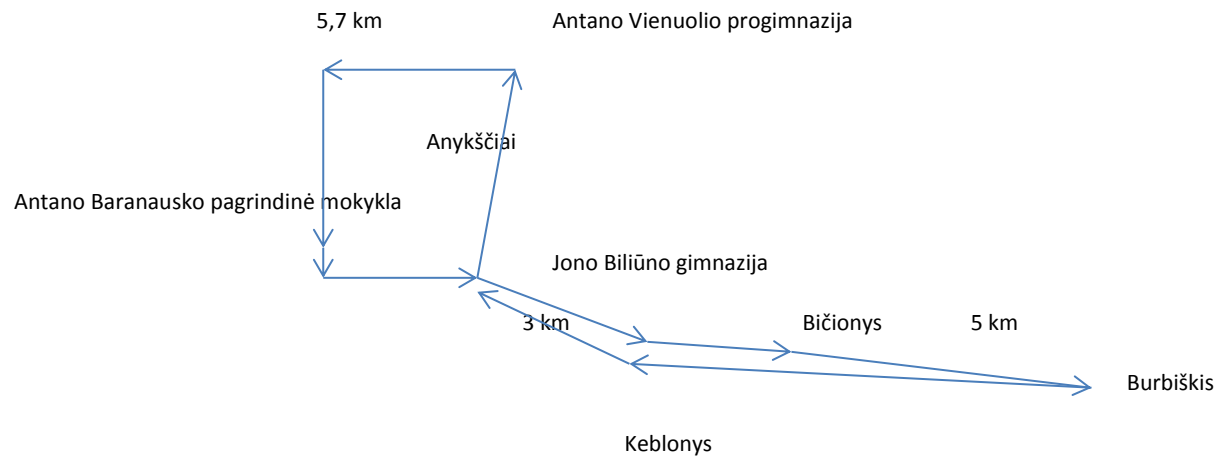 5,7 km Antano Vienuolio progimnazija
Anykščiai
Antano Baranausko pagrindinė mokykla
Jono Biliūno gimnazija
3 km Bičionys 5 km
Burbiškis
Keblonys